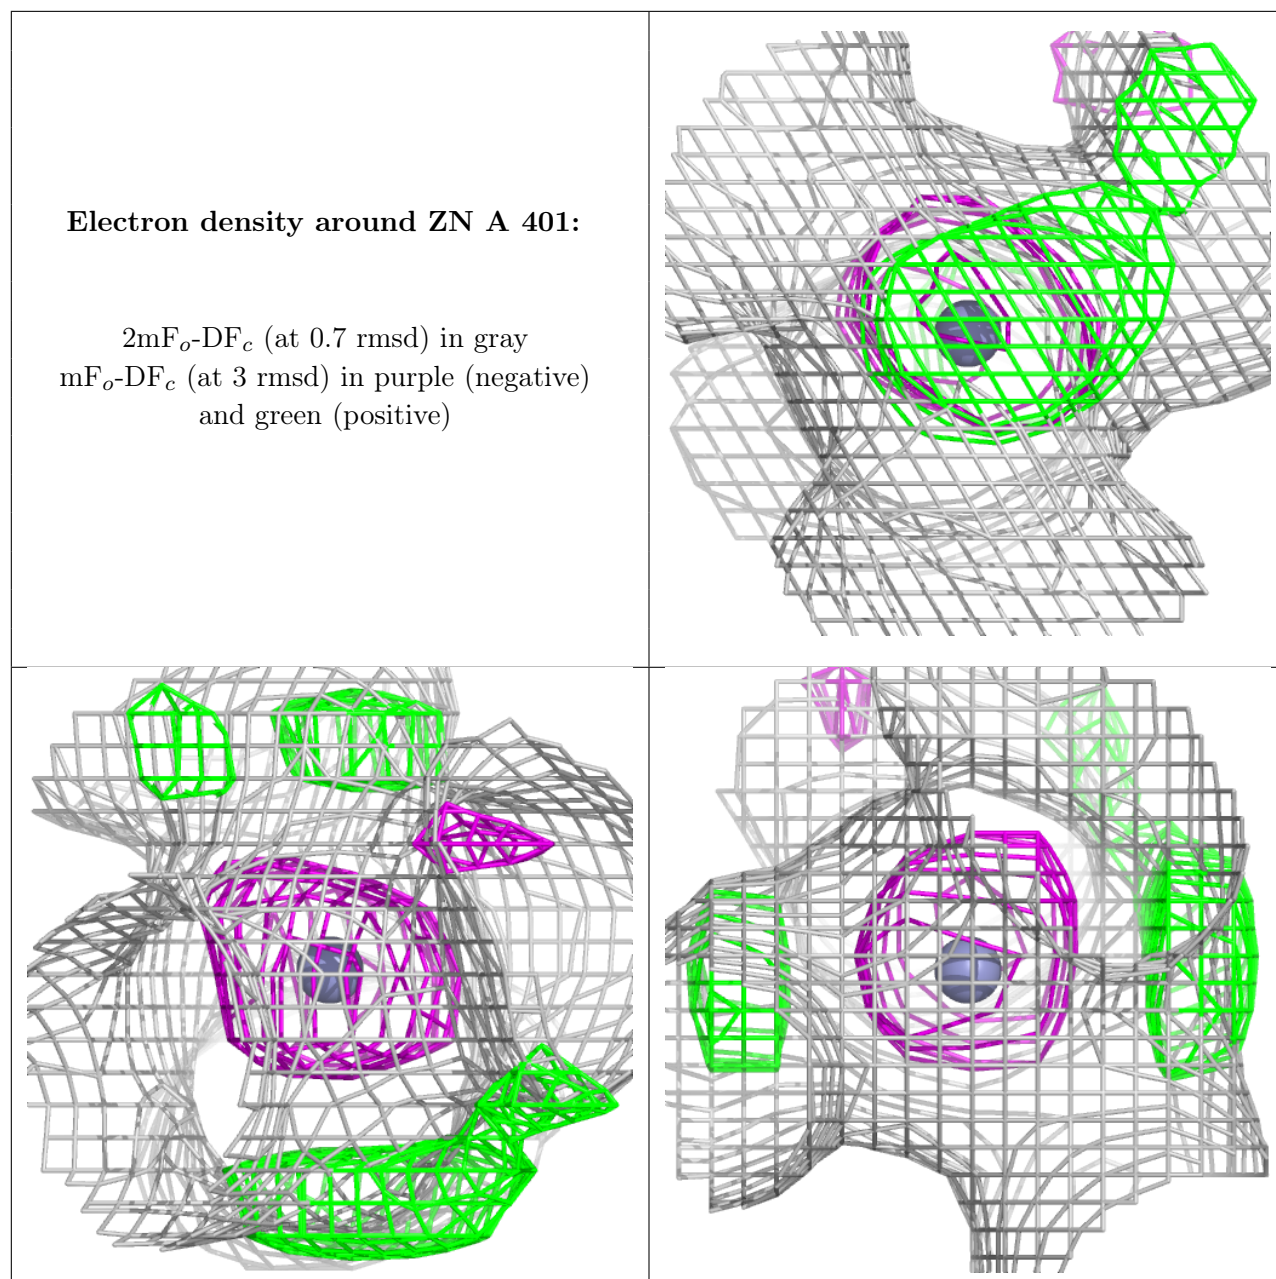 Electron density around ZN A 401:
2mFo-DFc (at 0.7 rmsd) in gray
mFo-DFc (at 3 rmsd) in purple (negative)
and green (positive)